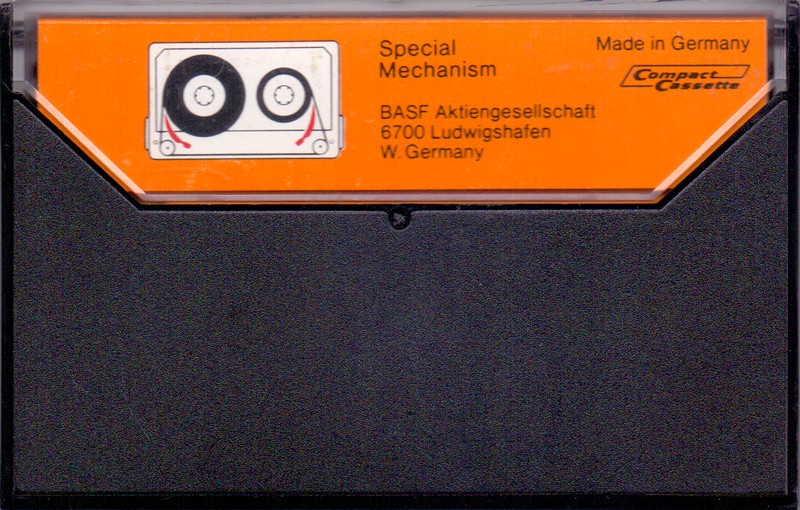 Special
Mechanism
Made in Germany
Compact
Cassette
BASF Aktiengesellschaft
6700 Ludwigshafen
W. Germany